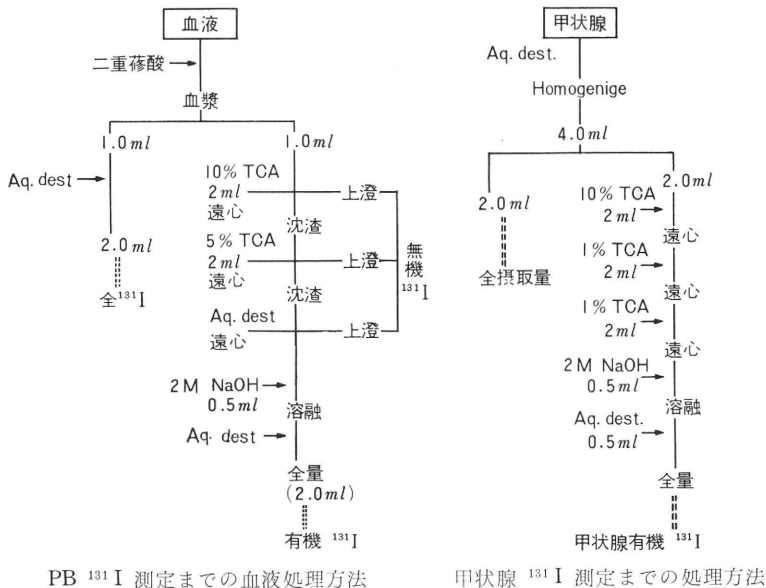 血液
二重蓚酸
血漿
1.0ml
1.0ml
Aq. dest
10% TCA
2ml
遠心
上澄
沈渣
2.0ml
5% TCA
2ml
遠心
上澄
無機
¹³¹I
全¹³¹I
沈渣
Aq. dest
遠心
上澄
2M NaOH
0.5ml
溶融
Aq. dest
全量
(2.0ml)
有機 ¹³¹I
PB ¹³¹I 測定までの血液処理方法
甲状腺
Aq. dest.
Homogenige
4.0ml
2.0ml
2.0ml
10% TCA
2ml
遠心
全摂取量
1% TCA
2ml
遠心
1% TCA
2ml
遠心
2M NaOH
0.5ml
溶融
Aq. dest.
0.5ml
全量
甲状腺有機 ¹³¹I
甲状腺 ¹³¹I 測定までの処理方法